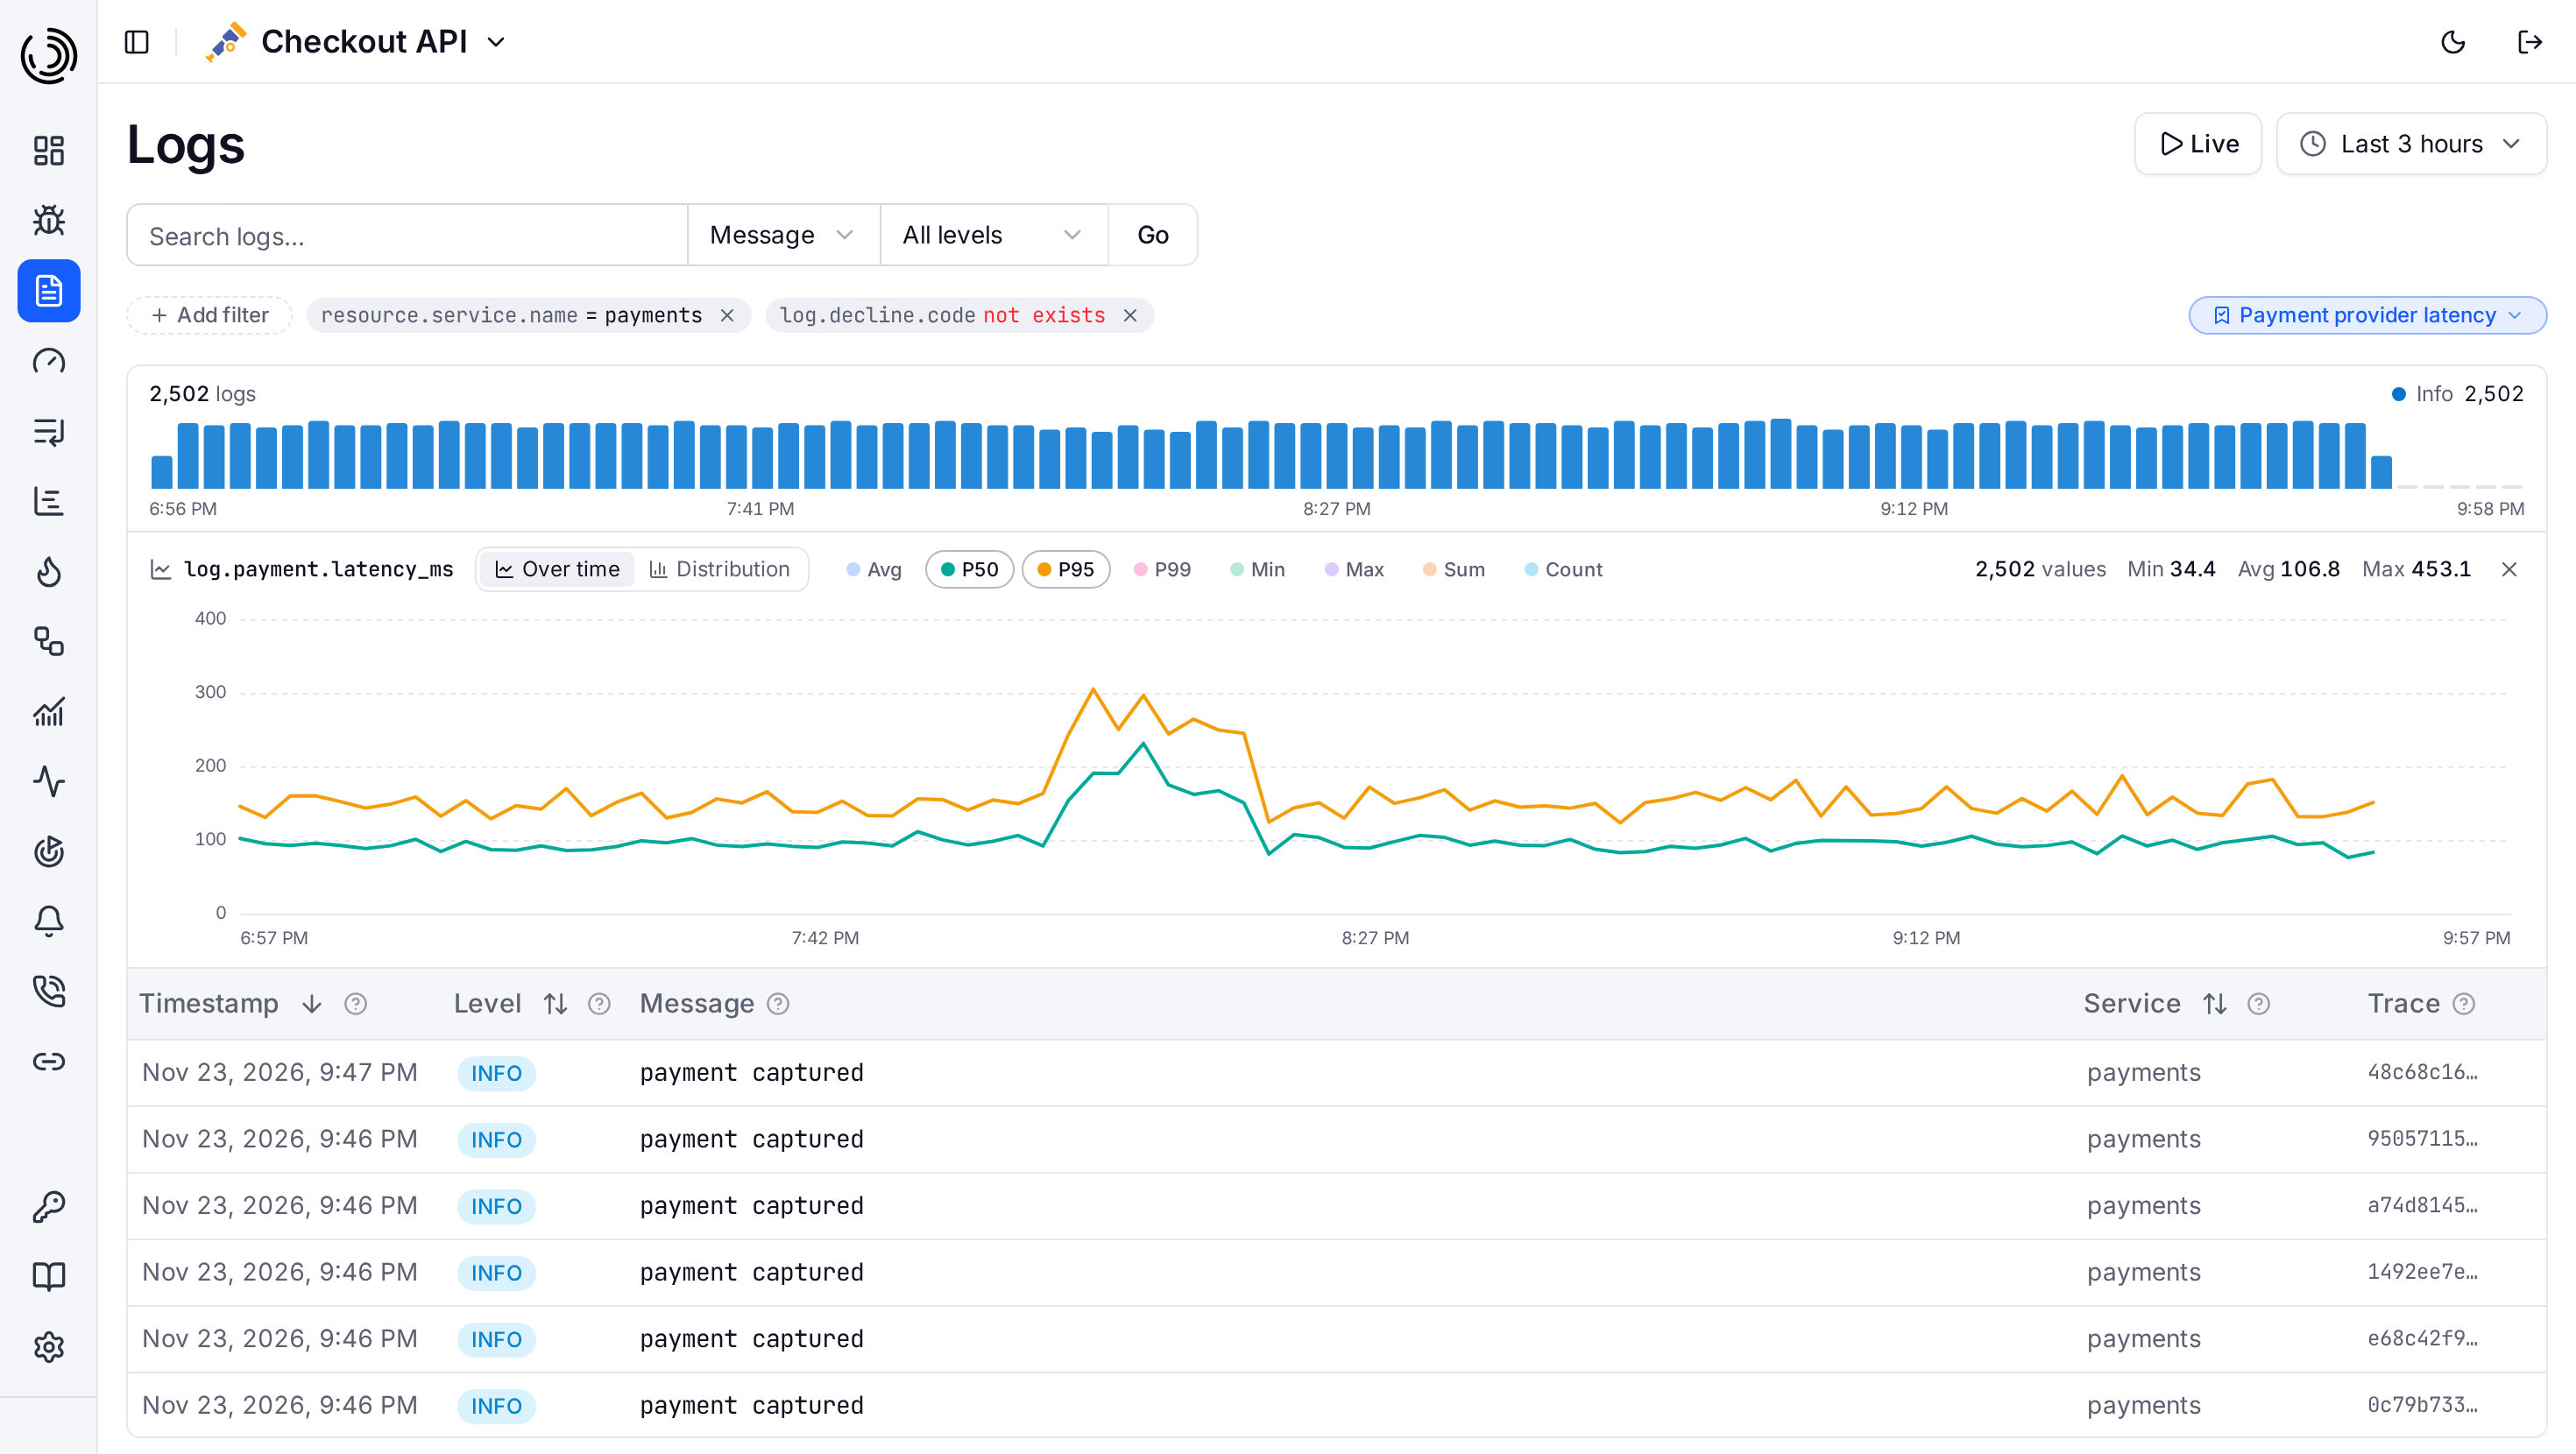 Checkout API
Logs
Live
Last 3 hours
Search logs...
Message
All levels
Go
+ Add filter
resource.service.name = payments ×
log.decline.code not exists ×
Payment provider latency
2,502 logs
Info 2,502
6:56 PM 7:41 PM 8:27 PM 9:12 PM 9:58 PM
log.payment.latency_ms
Over time
Distribution
Avg P50 P95 P99 Min Max Sum Count
2,502 values Min 34.4 Avg 106.8 Max 453.1 ×
400
300
200
100
0
6:57 PM 7:42 PM 8:27 PM 9:12 PM 9:57 PM
Timestamp Level Message Service Trace
Nov 23, 2026, 9:47 PM INFO payment captured payments 48c68c16…
Nov 23, 2026, 9:46 PM INFO payment captured payments 95057115…
Nov 23, 2026, 9:46 PM INFO payment captured payments a74d8145…
Nov 23, 2026, 9:46 PM INFO payment captured payments 1492ee7e…
Nov 23, 2026, 9:46 PM INFO payment captured payments e68c42f9…
Nov 23, 2026, 9:46 PM INFO payment captured payments 0c79b733…